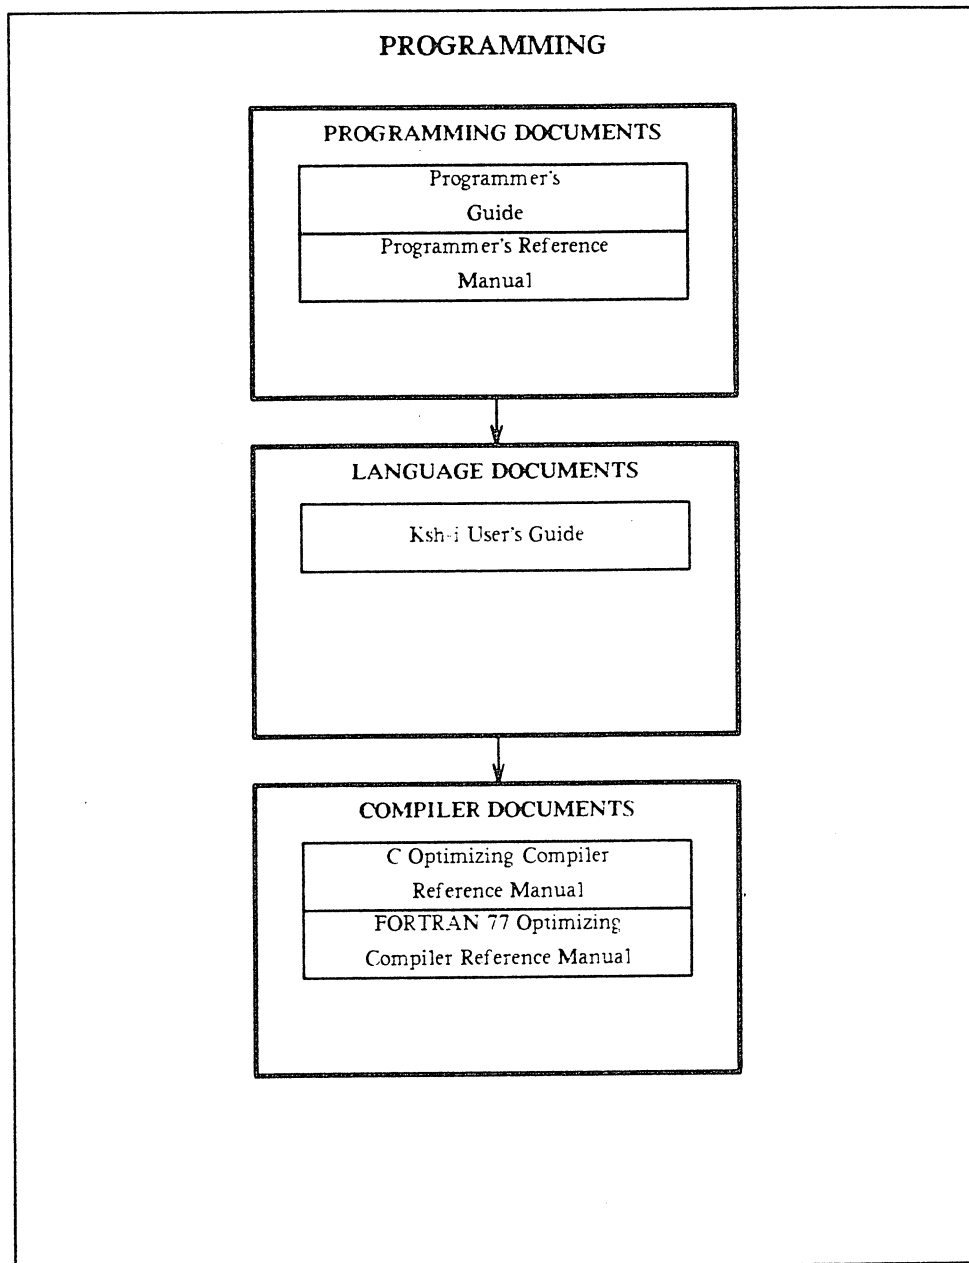 PROGRAMMING
PROGRAMMING DOCUMENTS
Programmer's
Guide
Programmer's Reference
Manual
LANGUAGE DOCUMENTS
Ksh-i User's Guide
COMPILER DOCUMENTS
C Optimizing Compiler
Reference Manual
FORTRAN 77 Optimizing
Compiler Reference Manual